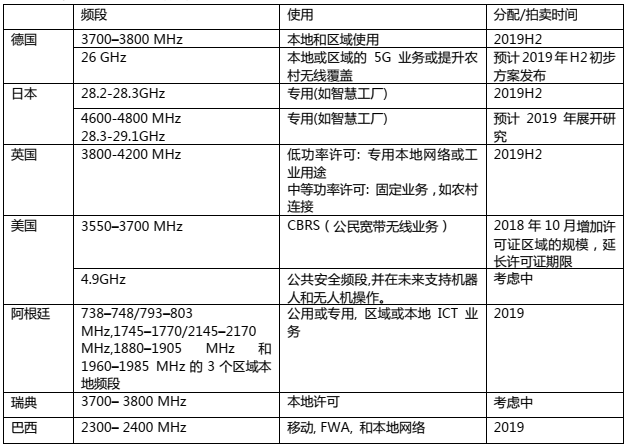 频段 使用 分配/拍卖时间
德国 3700–3800 MHz 本地和区域使用 2019H2
26 GHz 本地或区域的 5G 业务或提升农村无线覆盖 预计 2019 年 H2 初步方案发布
日本 28.2-28.3GHz 专用(如智慧工厂) 2019H2
4600-4800 MHz
28.3-29.1GHz 专用(如智慧工厂) 预计 2019 年展开研究
英国 3800-4200 MHz 低功率许可: 专用本地网络或工业用途
中等功率许可: 固定业务 , 如农村连接 2019H2
美国 3550–3700 MHz CBRS ( 公民宽带无线业务 ) 2018 年 10 月增加许可证区域的规模 , 延长许可证期限
4.9GHz 公共安全频段,并在未来支持机器人和无人机操作。 考虑中
阿根廷 738–748/793–803
MHz,1745–1770/2145–2170
MHz,1880–1905 MHz 和
1960–1985 MHz 的 3 个区域本地频段 公用或专用, 区域或本地 ICT 业务 2019
瑞典 3700– 3800 MHz 本地许可 考虑中
巴西 2300– 2400 MHz 移动, FWA, 和本地网络 2019